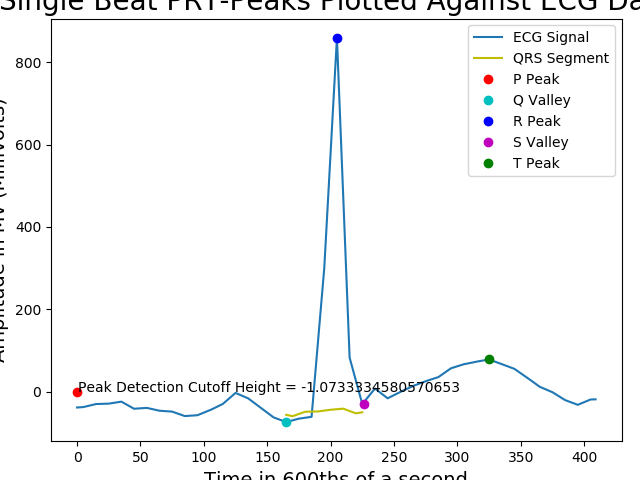 Single Beat PRT-Peaks Plotted Against ECG Da
Amplitude in MV (Millivolts)
800
600
400
200
0
ECG Signal
QRS Segment
P Peak
Q Valley
R Peak
S Valley
T Peak
Peak Detection Cutoff Height = -1.0733334580570653
0 50 100 150 200 250 300 350 400
Time in 600ths of a second